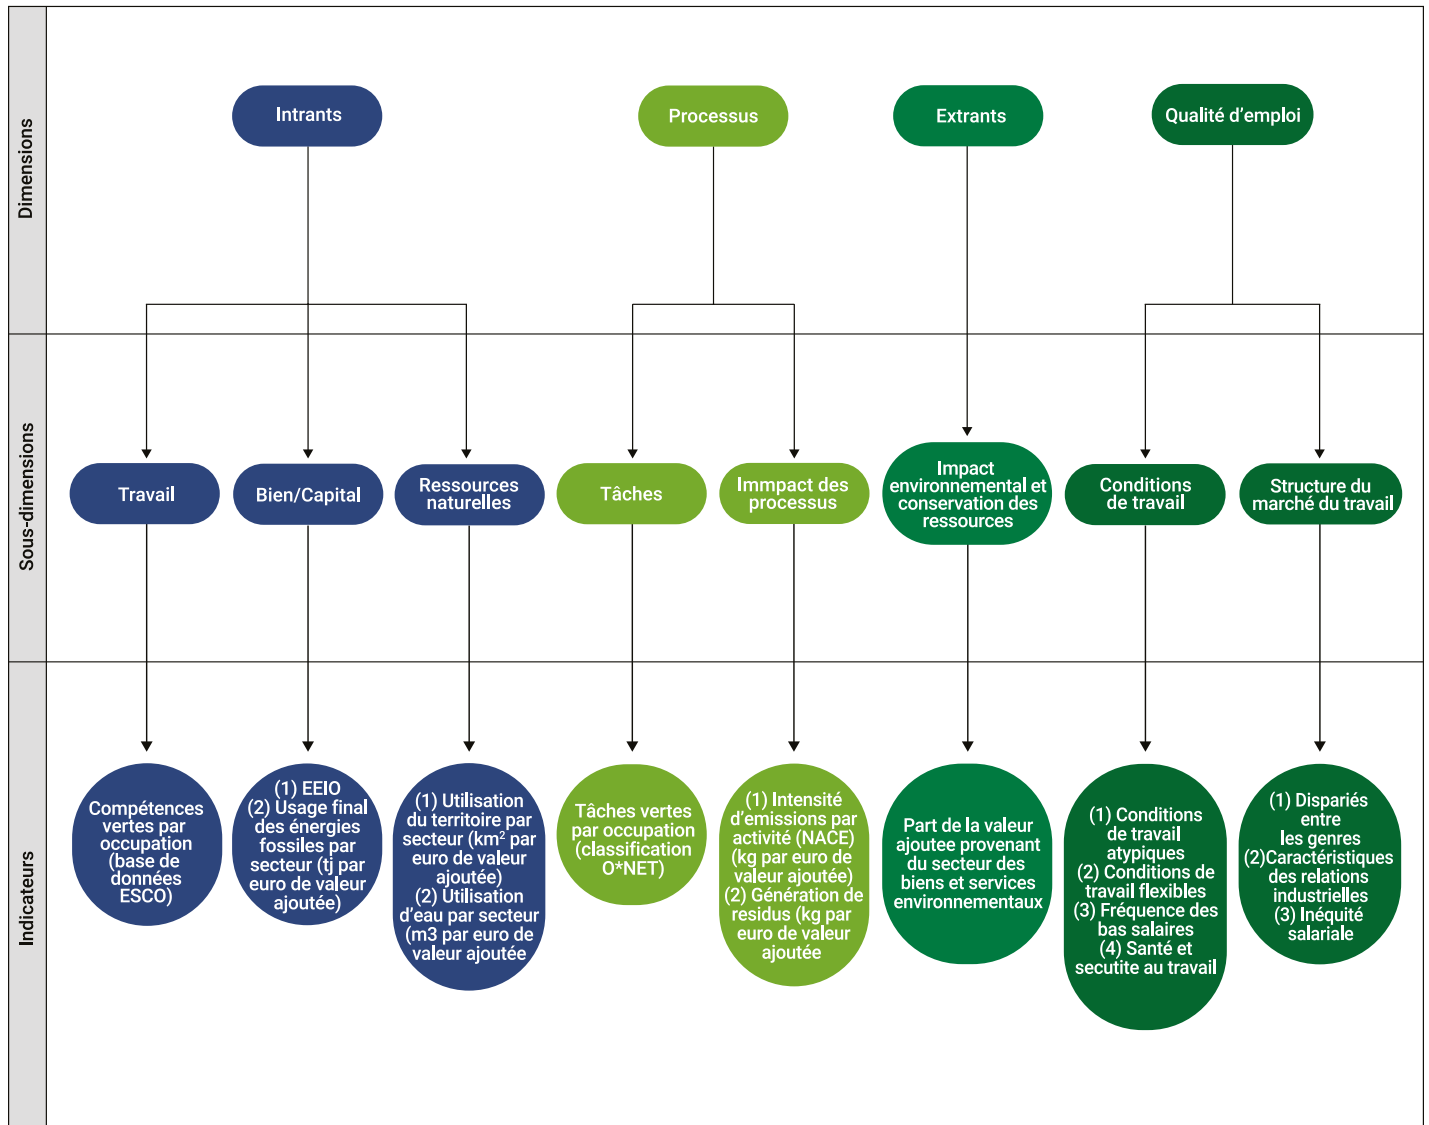 Dimensions
Intrants
Processus
Extrants
Qualité d'emploi
Sous-dimensions
Travail
Bien/Capital
Ressources
naturelles
Tâches
Immpact des
processus
Impact
environnemental et
conservation des
ressources
Conditions
de travail
Structure du
marché du travail
Indicateurs
Compétences
vertes par
occupation
(base de
données
ESCO)
(1) EEIO
(2) Usage final
des énergies
fossiles par
secteur (tj par
euro de valeur
ajoutée)
(1) Utilisation
du territoire par
secteur (km² par
euro de valeur
ajoutée)
(2) Utilisation
d'eau par secteur
(m3 par euro de
valeur ajoutée
Tâches vertes
par occupation
(classification
O*NET)
(1) Intensité
d'emissions par
activité (NACE)
(kg par euro de
valeur ajoutée)
(2) Génération de
residus (kg par
euro de valeur
ajoutée
Part de la valeur
ajoutee provenant
du secteur des
biens et services
environnementaux
(1) Conditions
de travail
atypiques
(2) Conditions de
travail flexibles
(3) Fréquence des
bas salaires
(4) Santé et
secutite au travail
(1) Dispariés
entre
les genres
(2)Caractéristiques
des relations
industrielles
(3) Inéquité
salariale